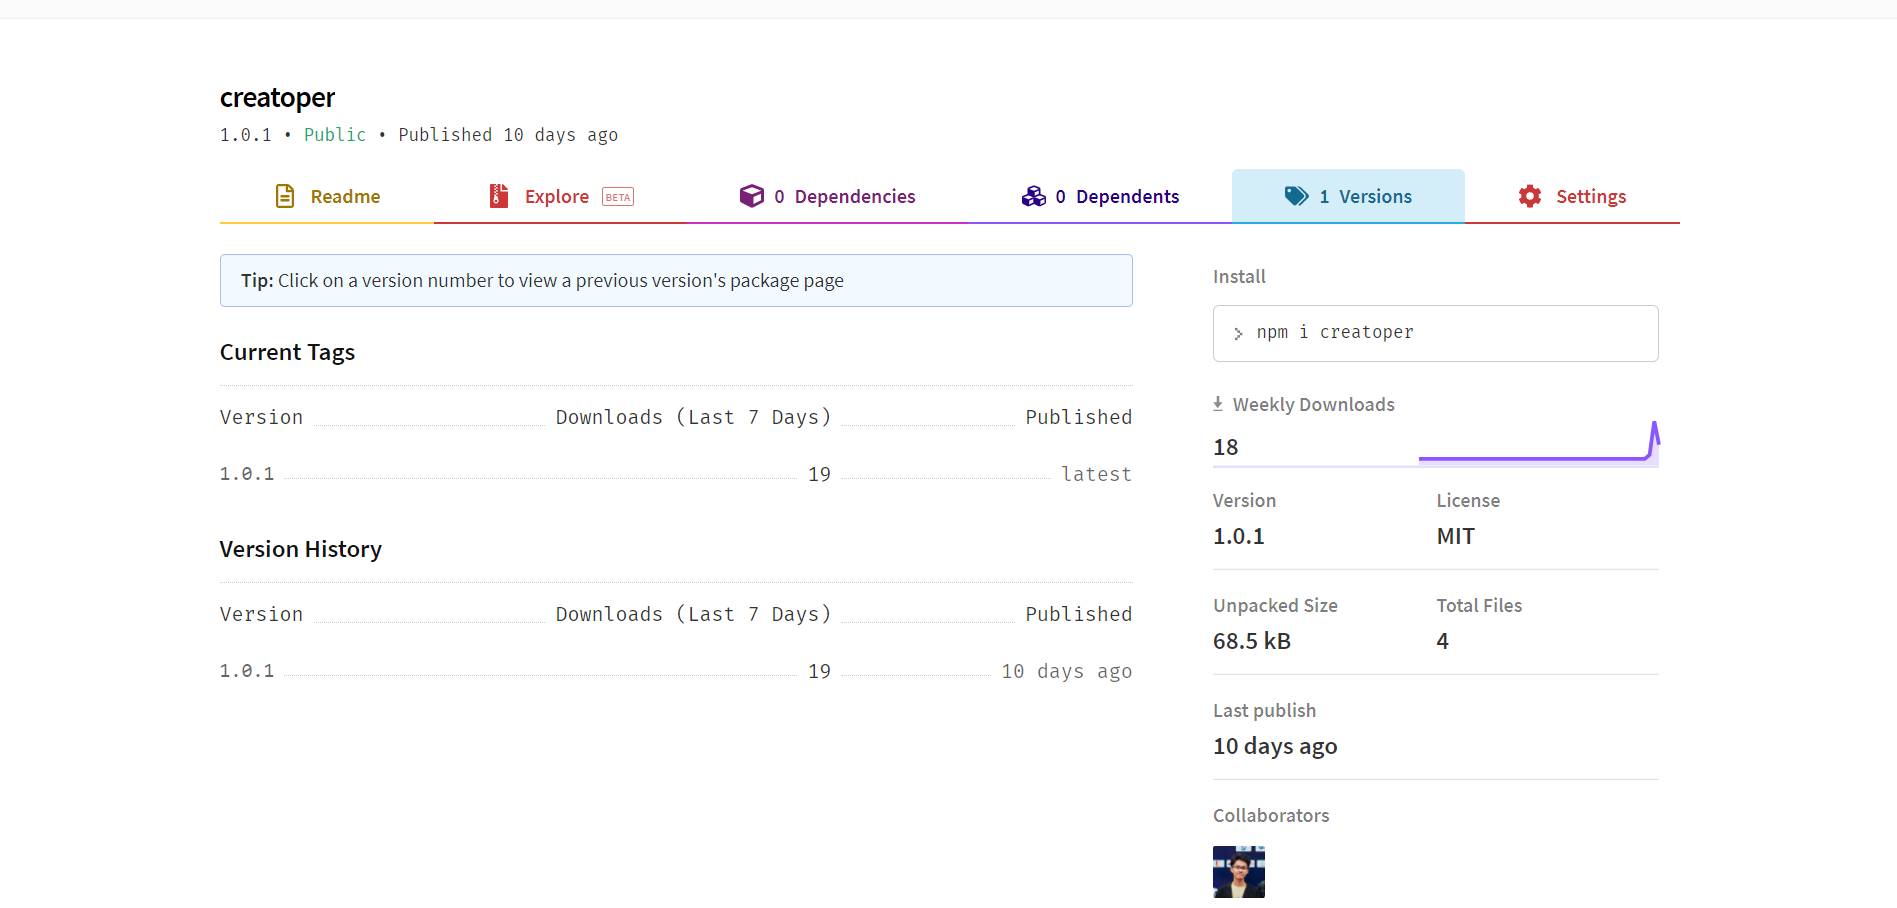 creatoper
1.0.1 • Public • Published 10 days ago
Readme
Explore BETA
0 Dependencies
0 Dependents
1 Versions
Settings
Tip: Click on a version number to view a previous version's package page
Current Tags
Version Downloads (Last 7 Days) Published
1.0.1 19 latest
Version History
Version Downloads (Last 7 Days) Published
1.0.1 19 10 days ago
Install
npm i creatoper
Weekly Downloads
18
Version License
1.0.1 MIT
Unpacked Size Total Files
68.5 kB 4
Last publish
10 days ago
Collaborators